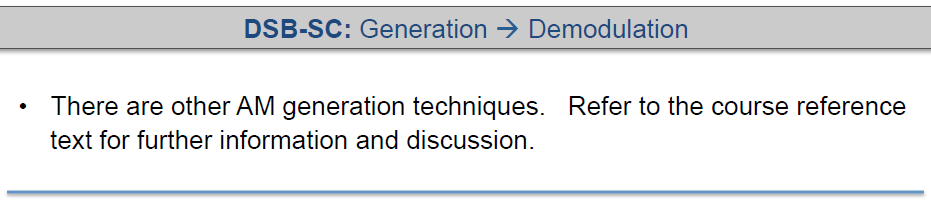 DSB-SC: Generation → Demodulation
• There are other AM generation techniques. Refer to the course reference
text for further information and discussion.